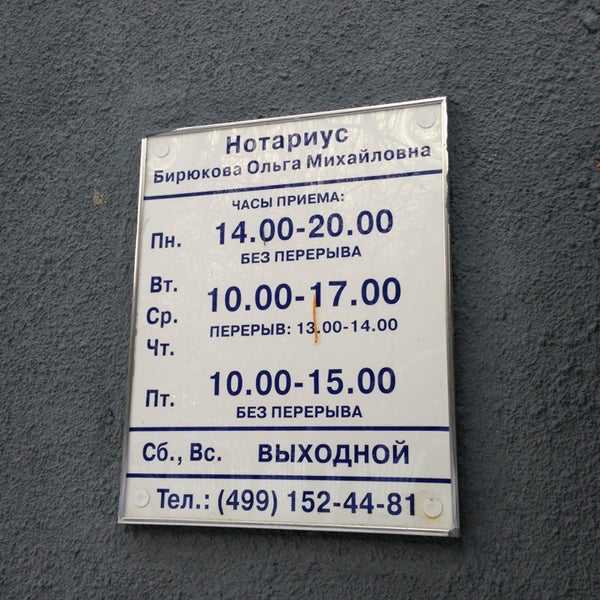 Нотариус
Бирюкова Ольга Михайловна
ЧАСЫ ПРИЕМА:
Пн. 14.00-20.00
БЕЗ ПЕРЕРЫВА
Вт.
Ср. 10.00-17.00
Чт. ПЕРЕРЫВ: 13.00-14.00
Пт. 10.00-15.00
БЕЗ ПЕРЕРЫВА
Сб., Вс. ВЫХОДНОЙ
Тел.: (499) 152-44-81